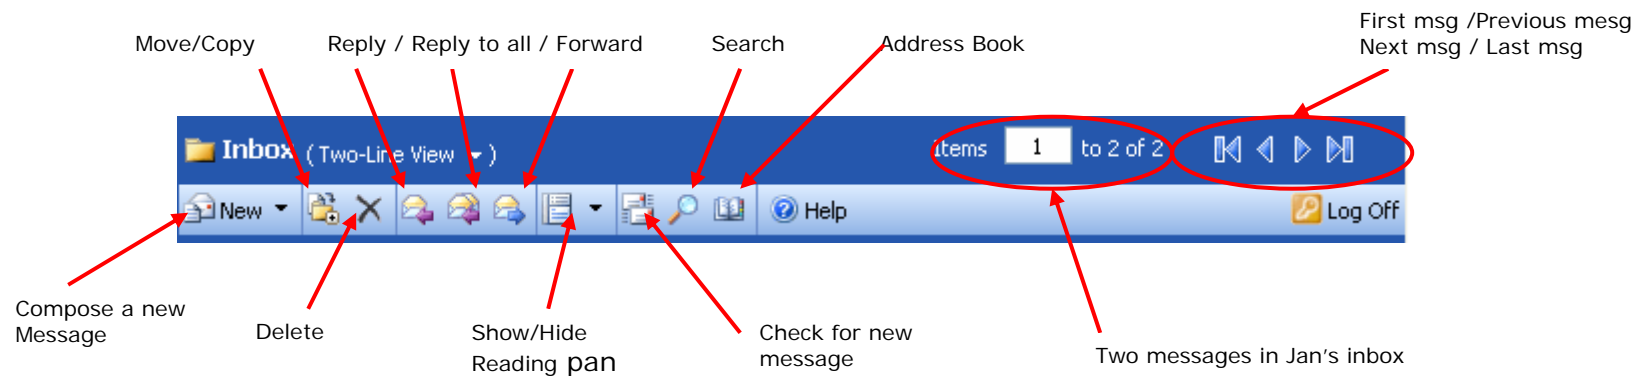 First msg /Previous mesg
Next msg / Last msg
Move/Copy
Reply / Reply to all / Forward
Search
Address Book
Inbox (Two-Line View )
Items 1 to 2 of 2
New
Help
Log Off
Compose a new
Message
Delete
Show/Hide
Reading pan
Check for new
message
Two messages in Jan's inbox